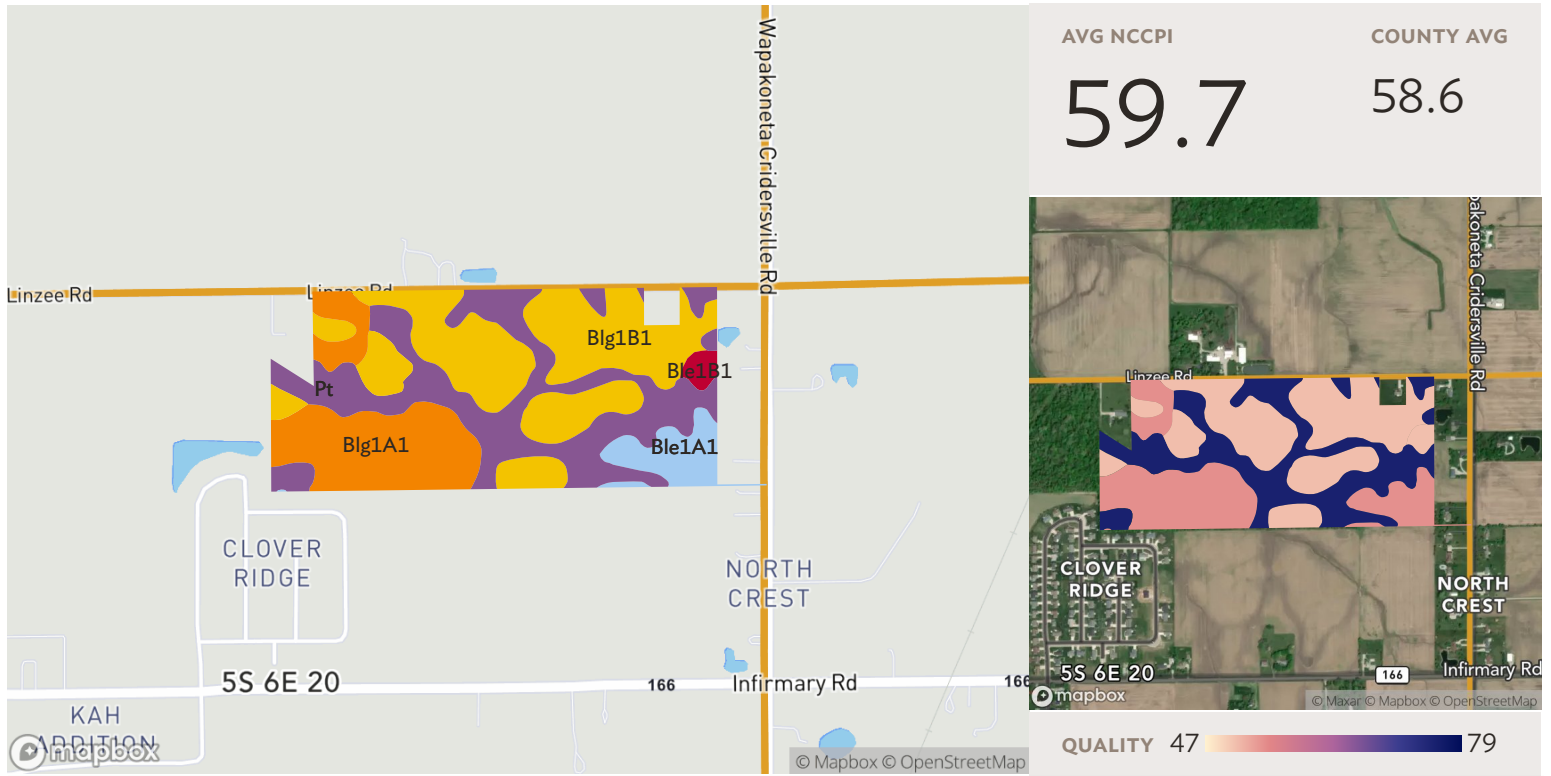 Wapakoneta Cridersville Rd
Linzee Rd
Linzee Rd
Blg1B1
Ble1B1
Pt
Blg1A1
Ble1A1
CLOVER
RIDGE
NORTH
CREST
5S 6E 20
166
Infirmary Rd
166
KAH
ADDITION
mapbox
© Mapbox © OpenStreetMap
AVG NCCPI
COUNTY AVG
59.7
58.6
pakoneta Cridersville Rd
Linzee Rd
CLOVER
RIDGE
NORTH
CREST
5S 6E 20
166
Infirmary Rd
mapbox
© Maxar © Mapbox © OpenStreetMap
QUALITY 47 79